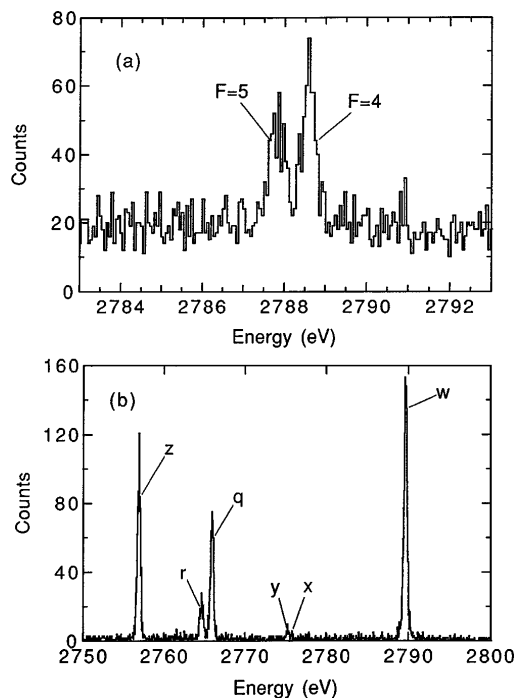 80
(a)
60
F=5
F=4
40
20
0
Counts
2784 2786 2788 2790 2792
Energy (eV)
160
(b)
w
120
z
80
q
40
r
y x
0
Counts
2750 2760 2770 2780 2790 2800
Energy (eV)